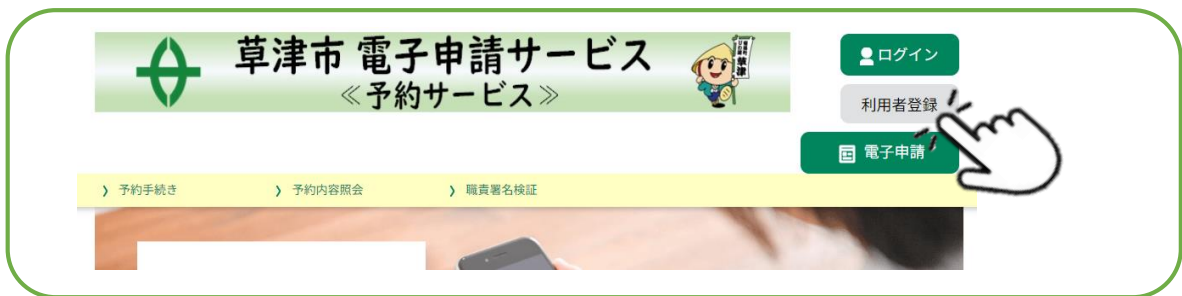 草津市 電子申請サービス
≪予約サービス≫
草津
ログイン
利用者登録
電子申請
予約手続き
予約内容照会
職責署名検証